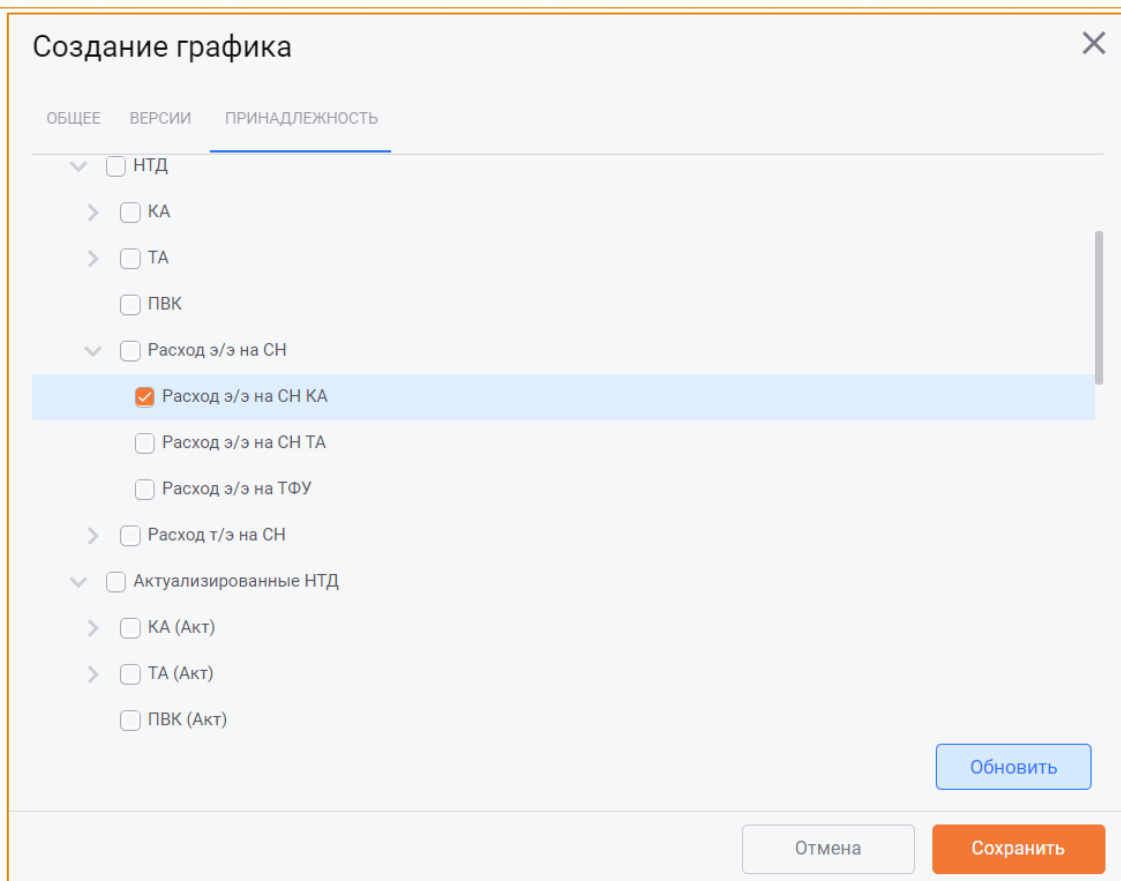 Создание графика
ОБЩЕЕ ВЕРСИИ ПРИНАДЛЕЖНОСТЬ
НТД
КА
ТА
ПВК
Расход э/э на СН
Расход э/э на СН КА
Расход э/э на СН ТА
Расход э/э на ТФУ
Расход т/э на СН
Актуализированные НТД
КА (Акт)
ТА (Акт)
ПВК (Акт)
Обновить
Отмена Сохранить